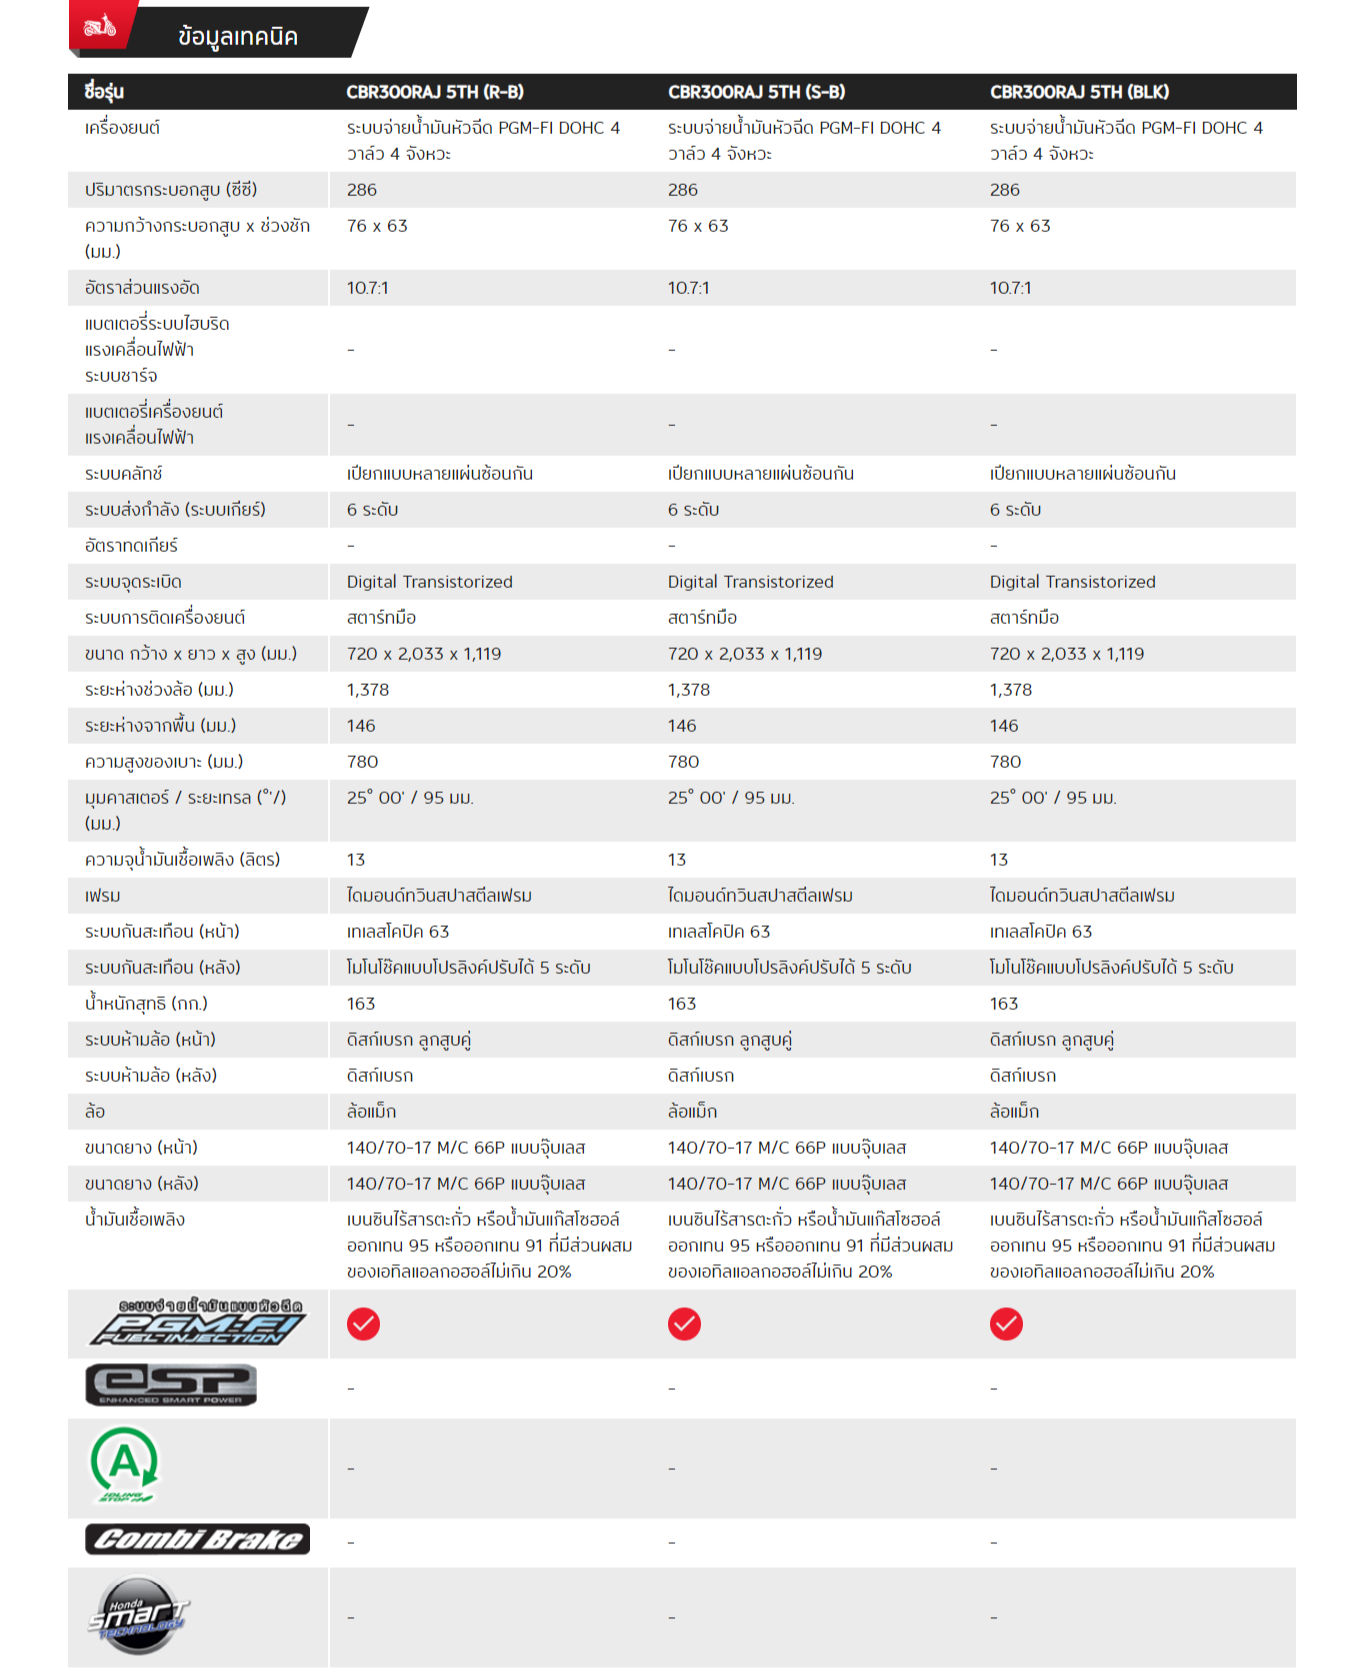 ข้อมูลเทคนิค
ชื่อรุ่น CBR300RAJ 5TH (R-B) CBR300RAJ 5TH (S-B) CBR300RAJ 5TH (BLK)
เครื่องยนต์ ระบบจ่ายน้ำมันหัวฉีด PGM-FI DOHC 4 ระบบจ่ายน้ำมันหัวฉีด PGM-FI DOHC 4 ระบบจ่ายน้ำมันหัวฉีด PGM-FI DOHC 4
วาล์ว 4 จังหวะ วาล์ว 4 จังหวะ วาล์ว 4 จังหวะ
ปริมาตรกระบอกสูบ (ซีซี) 286 286 286
ความกว้างกระบอกสูบ x ช่วงชัก 76 x 63 76 x 63 76 x 63
(มม.)
อัตราส่วนแรงอัด 10.7:1 10.7:1 10.7:1
แบตเตอรี่ระบบไฮบริด
แรงเคลื่อนไฟฟ้า - - -
ระบบชาร์จ
แบตเตอรี่เครื่องยนต์
แรงเคลื่อนไฟฟ้า - - -
ระบบคลัทช์ เปียกแบบหลายแผ่นซ้อนกัน เปียกแบบหลายแผ่นซ้อนกัน เปียกแบบหลายแผ่นซ้อนกัน
ระบบส่งกำลัง (ระบบเกียร์) 6 ระดับ 6 ระดับ 6 ระดับ
อัตราทดเกียร์ - - -
ระบบจุดระเบิด Digital Transistorized Digital Transistorized Digital Transistorized
ระบบการติดเครื่องยนต์ สตาร์ทมือ สตาร์ทมือ สตาร์ทมือ
ขนาด กว้าง x ยาว x สูง (มม.) 720 x 2,033 x 1,119 720 x 2,033 x 1,119 720 x 2,033 x 1,119
ระยะห่างช่วงล้อ (มม.) 1,378 1,378 1,378
ระยะห่างจากพื้น (มม.) 146 146 146
ความสูงของเบาะ (มม.) 780 780 780
มุมคาสเตอร์ / ระยะเทรล (°'/) 25° 00' / 95 มม. 25° 00' / 95 มม. 25° 00' / 95 มม.
(มม.)
ความจุน้ำมันเชื้อเพลิง (ลิตร) 13 13 13
เฟรม ไดมอนด์ทวินสปาสตีลเฟรม ไดมอนด์ทวินสปาสตีลเฟรม ไดมอนด์ทวินสปาสตีลเฟรม
ระบบกันสะเทือน (หน้า) เทเลสโคปิค 63 เทเลสโคปิค 63 เทเลสโคปิค 63
ระบบกันสะเทือน (หลัง) โมโนโช๊คแบบโปรลิงค์ปรับได้ 5 ระดับ โมโนโช๊คแบบโปรลิงค์ปรับได้ 5 ระดับ โมโนโช๊คแบบโปรลิงค์ปรับได้ 5 ระดับ
น้ำหนักสุทธิ (กก.) 163 163 163
ระบบห้ามล้อ (หน้า) ดิสก์เบรก ลูกสูบคู่ ดิสก์เบรก ลูกสูบคู่ ดิสก์เบรก ลูกสูบคู่
ระบบห้ามล้อ (หลัง) ดิสก์เบรก ดิสก์เบรก ดิสก์เบรก
ล้อ ล้อแม็ก ล้อแม็ก ล้อแม็ก
ขนาดยาง (หน้า) 140/70-17 M/C 66P แบบจุ๊บเลส 140/70-17 M/C 66P แบบจุ๊บเลส 140/70-17 M/C 66P แบบจุ๊บเลส
ขนาดยาง (หลัง) 140/70-17 M/C 66P แบบจุ๊บเลส 140/70-17 M/C 66P แบบจุ๊บเลส 140/70-17 M/C 66P แบบจุ๊บเลส
น้ำมันเชื้อเพลิง เบนซินไร้สารตะกั่ว หรือน้ำมันแก๊สโซฮอล์ เบนซินไร้สารตะกั่ว หรือน้ำมันแก๊สโซฮอล์ เบนซินไร้สารตะกั่ว หรือน้ำมันแก๊สโซฮอล์
ออกเทน 95 หรือออกเทน 91 ที่มีส่วนผสม ออกเทน 95 หรือออกเทน 91 ที่มีส่วนผสม ออกเทน 95 หรือออกเทน 91 ที่มีส่วนผสม
ของเอทิลแอลกอฮอล์ไม่เกิน 20% ของเอทิลแอลกอฮอล์ไม่เกิน 20% ของเอทิลแอลกอฮอล์ไม่เกิน 20%
ระบบจ่ายน้ำมันแบบหัวฉีด
PGM-FI
FUEL INJECTION
eSP - - -
ENHANCED SMART POWER
A - - -
IDLING
STOP
Combi Brake - - -
Honda
smarT - - -
TECHNOLOGY